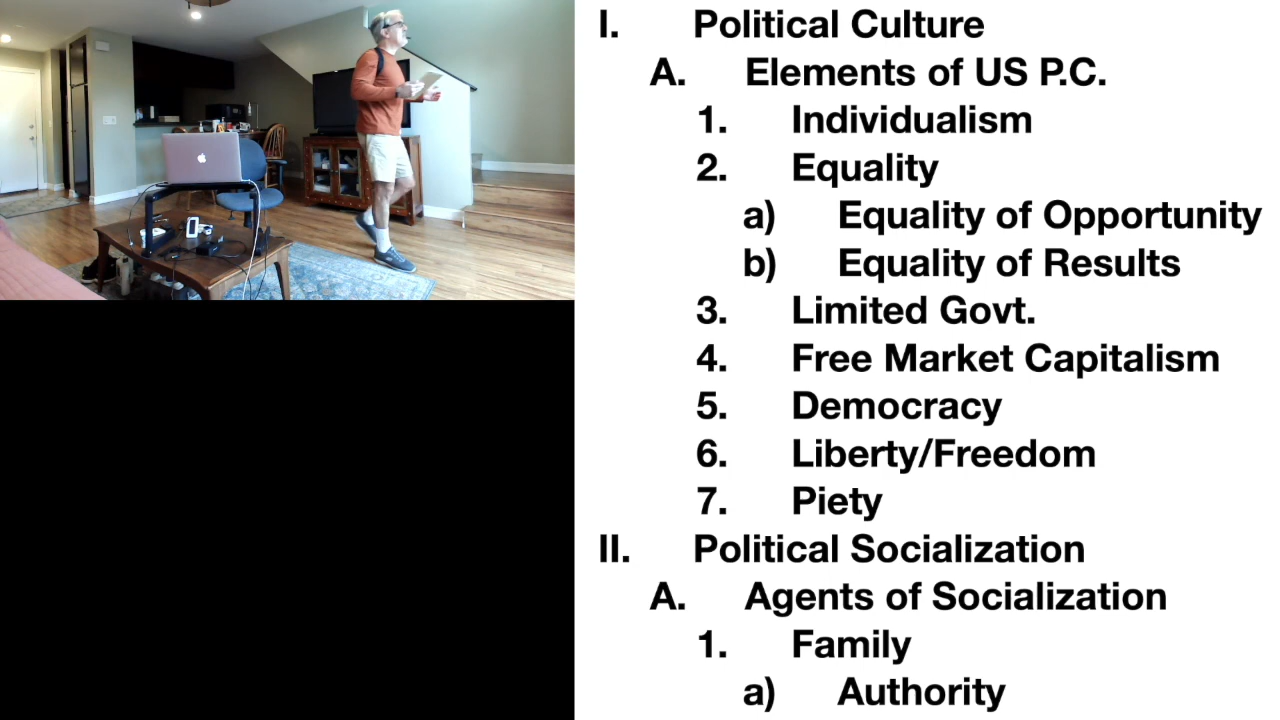 I. Political Culture
A. Elements of US P.C.
1. Individualism
2. Equality
a) Equality of Opportunity
b) Equality of Results
3. Limited Govt.
4. Free Market Capitalism
5. Democracy
6. Liberty/Freedom
7. Piety
II. Political Socialization
A. Agents of Socialization
1. Family
a) Authority